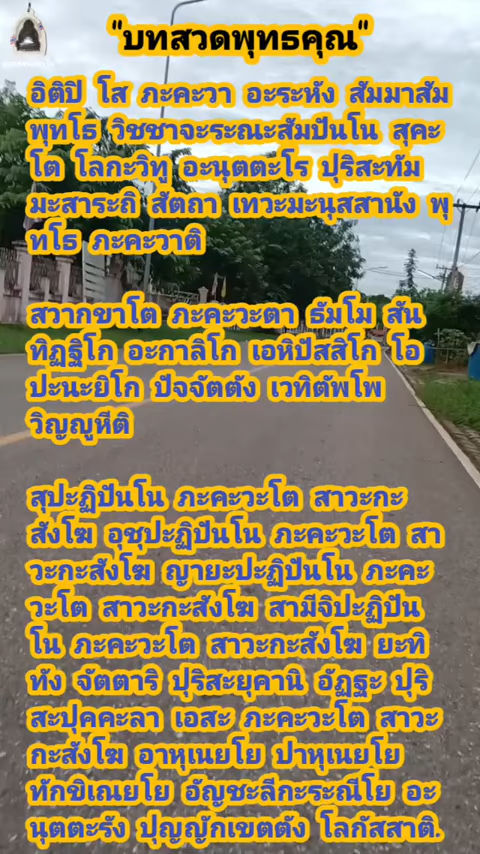 "บทสวดพุทธคุณ"
อิติปิ โส ภะคะวา อะระหัง สัมมาสัม
พุทโธ วิชชาจะระณะสัมปันโน สุคะ
โต โลกะวิทู อะนุตตะโร ปุริสะทัม
มะสาระถิ สัตถา เทวะมะนุสสานัง พุ
ทโธ ภะคะวาติ
สวากขาโต ภะคะวะตา ธัมโม สัน
ทิฏฐิโก อะกาลิโก เอหิปัสสิโก โอ
ปะนะยิโก ปัจจัตตัง เวทิตัพโพ
วิญญูหีติ
สุปะฏิปันโน ภะคะวะโต สาวะกะ
สังโฆ อุชุปะฏิปันโน ภะคะวะโต สา
วะกะสังโฆ ญายะปะฏิปันโน ภะคะ
วะโต สาวะกะสังโฆ สามีจิปะฏิปัน
โน ภะคะวะโต สาวะกะสังโฆ ยะทิ
ทัง จัตตาริ ปุริสะยุคานิ อัฏฐะ ปุริ
สะปุคคะลา เอสะ ภะคะวะโต สาวะ
กะสังโฆ อาหุเนยโย ปาหุเนยโย
ทักขิเณยโย อัญชะลีกะระณีโย อะ
นุตตะรัง ปุญญักเขตตัง โลกัสสาติ.